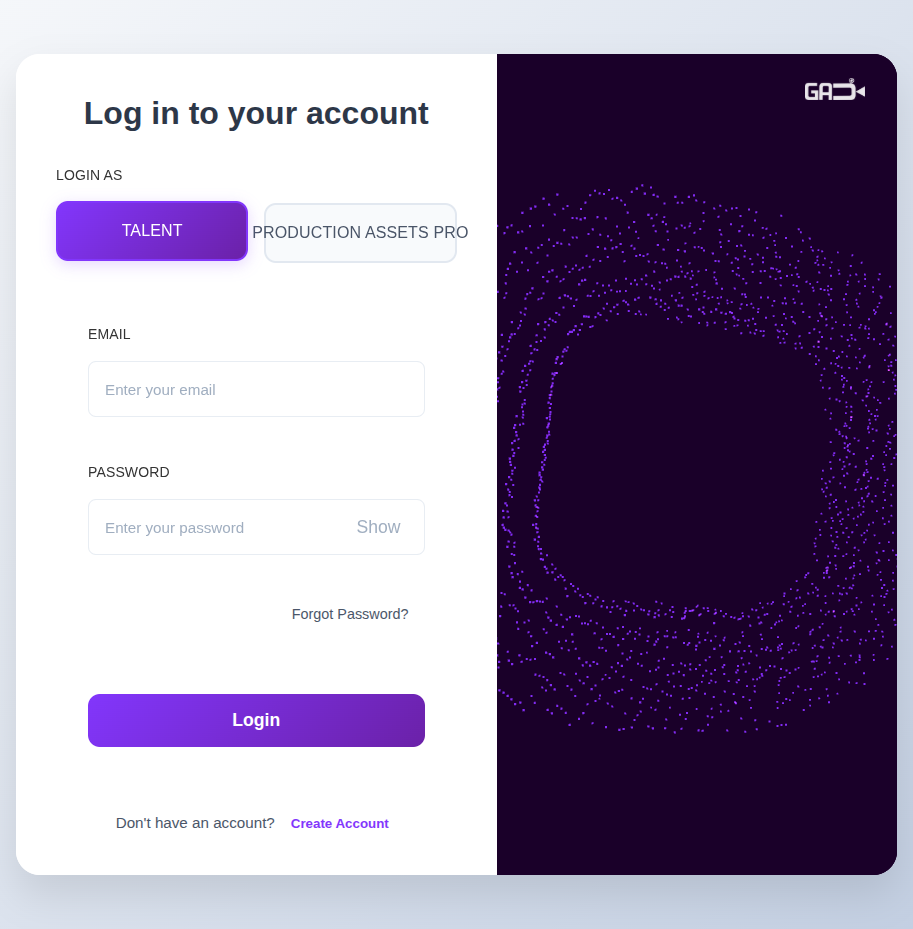 Log in to your account
GAD
LOGIN AS
TALENT
PRODUCTION ASSETS PRO
EMAIL
Enter your email
PASSWORD
Enter your password
Show
Forgot Password?
Login
Don't have an account? Create Account